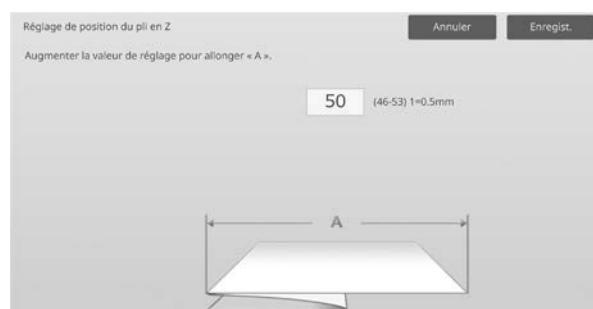 Réglage de position du pli en Z
Annuler
Enregist.
Augmenter la valeur de réglage pour allonger « A ».
50 (46-53) 1=0.5mm
A